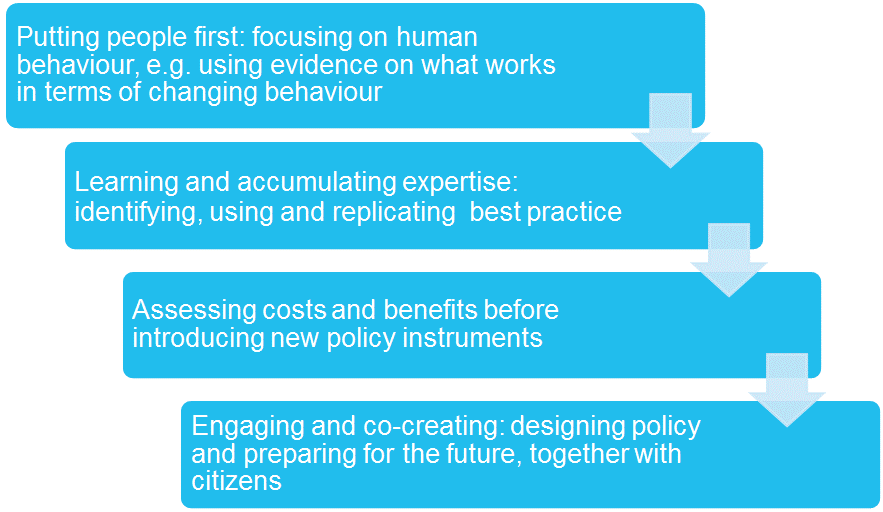 Putting people first: focusing on human
behaviour, e.g. using evidence on what works
in terms of changing behaviour
Learning and accumulating expertise:
identifying, using and replicating  best practice
Assessing costs and benefits before
introducing new policy instruments
Engaging and co-creating: designing policy
and preparing for the future, together with
citizens